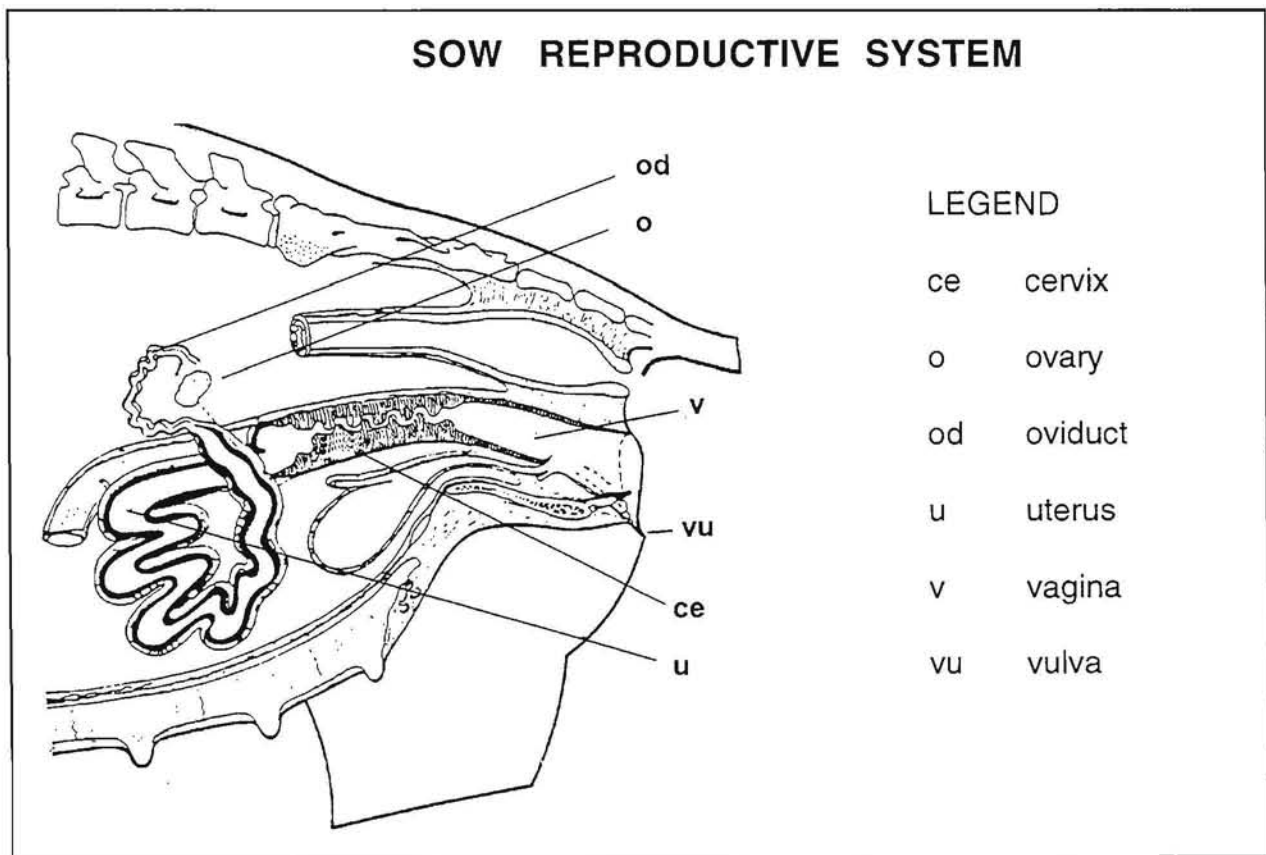 SOW REPRODUCTIVE SYSTEM
od
o
v
vu
ce
u
LEGEND
ce cervix
o ovary
od oviduct
u uterus
v vagina
vu vulva